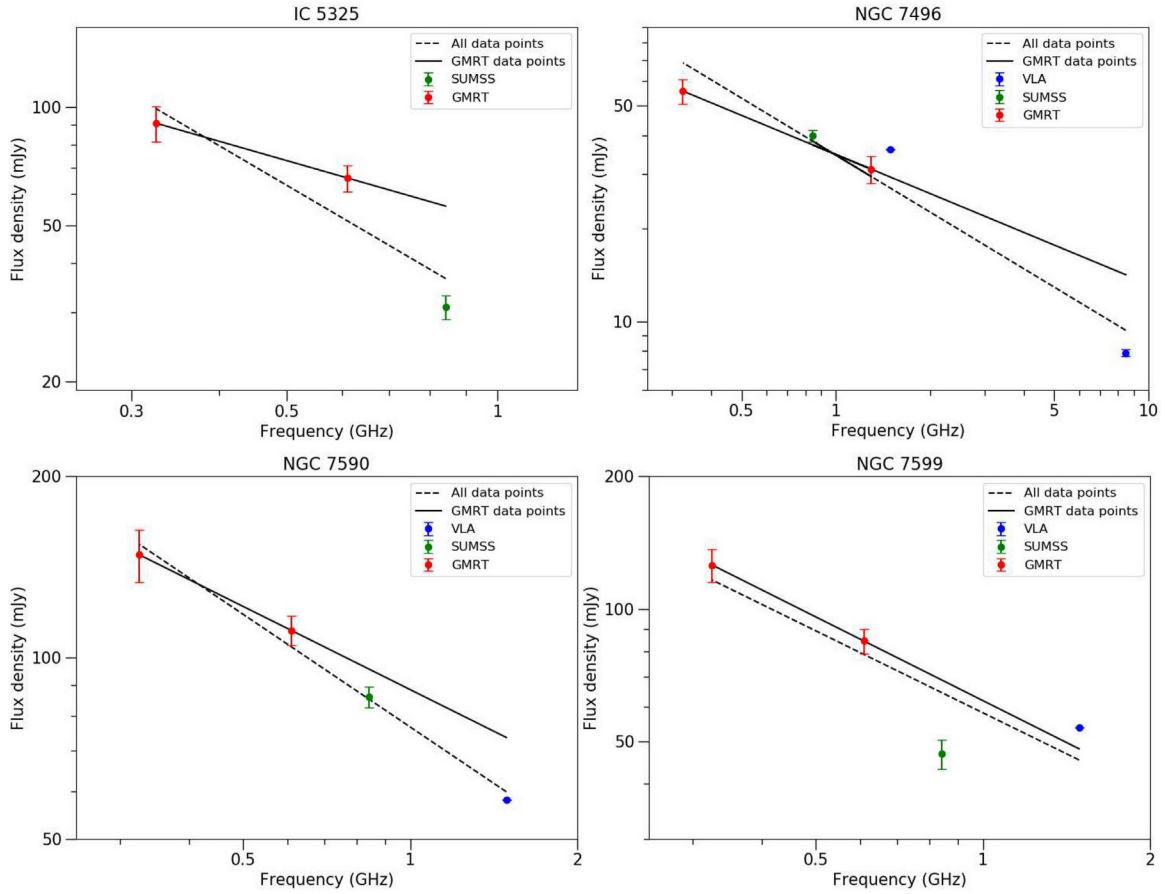 IC 5325
Flux density (mJy)
100
50
20
0.3
0.5
1
Frequency (GHz)
All data points
GMRT data points
SUMSS
GMRT
NGC 7496
Flux density (mJy)
50
10
0.5
1
5
10
Frequency (GHz)
All data points
GMRT data points
VLA
SUMSS
GMRT
NGC 7590
Flux density (mJy)
200
100
50
0.5
1
2
Frequency (GHz)
All data points
GMRT data points
VLA
SUMSS
GMRT
NGC 7599
Flux density (mJy)
200
100
50
0.5
1
2
Frequency (GHz)
All data points
GMRT data points
VLA
SUMSS
GMRT